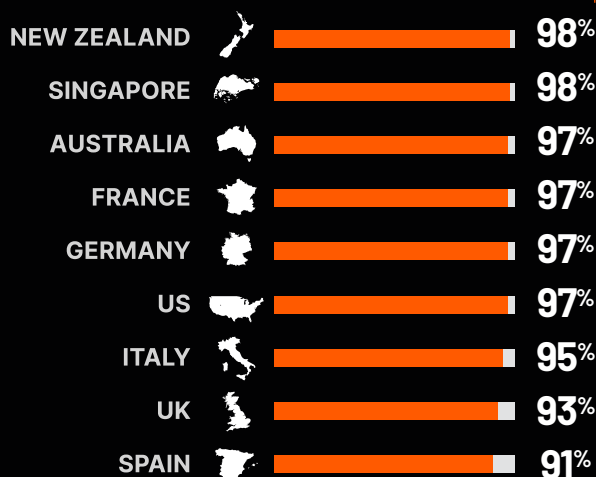 NEW ZEALAND 98%
SINGAPORE 98%
AUSTRALIA 97%
FRANCE 97%
GERMANY 97%
US 97%
ITALY 95%
UK 93%
SPAIN 91%